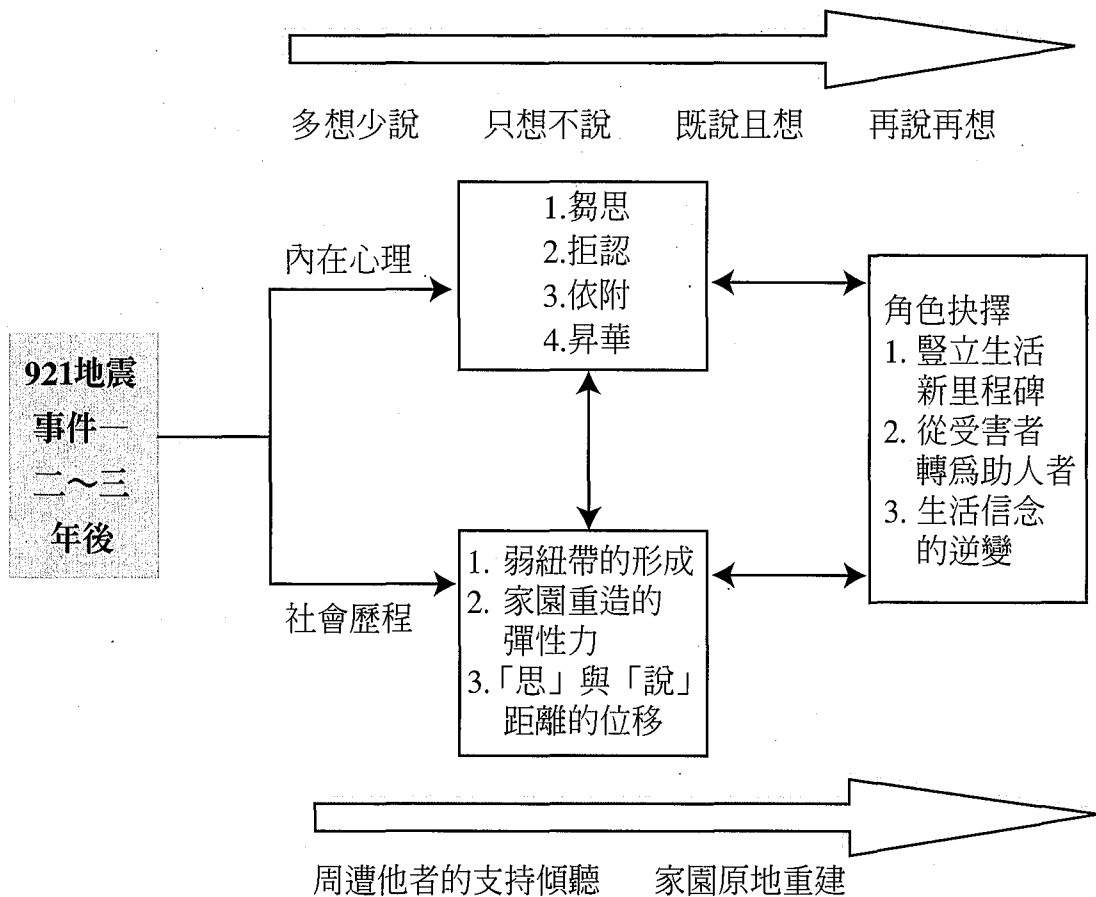 多想少說 只想不說 既說且想 再說再想
內在心理
1.芻思
2.拒認
3.依附
4.昇華
921地震
事件—
二～三
年後
角色抉擇
1. 豎立生活
新里程碑
2. 從受害者
轉爲助人者
3. 生活信念
的逆變
社會歷程
1. 弱紐帶的形成
2. 家園重造的
彈性力
3.「思」與「說」
距離的位移
周遭他者的支持傾聽 家園原地重建